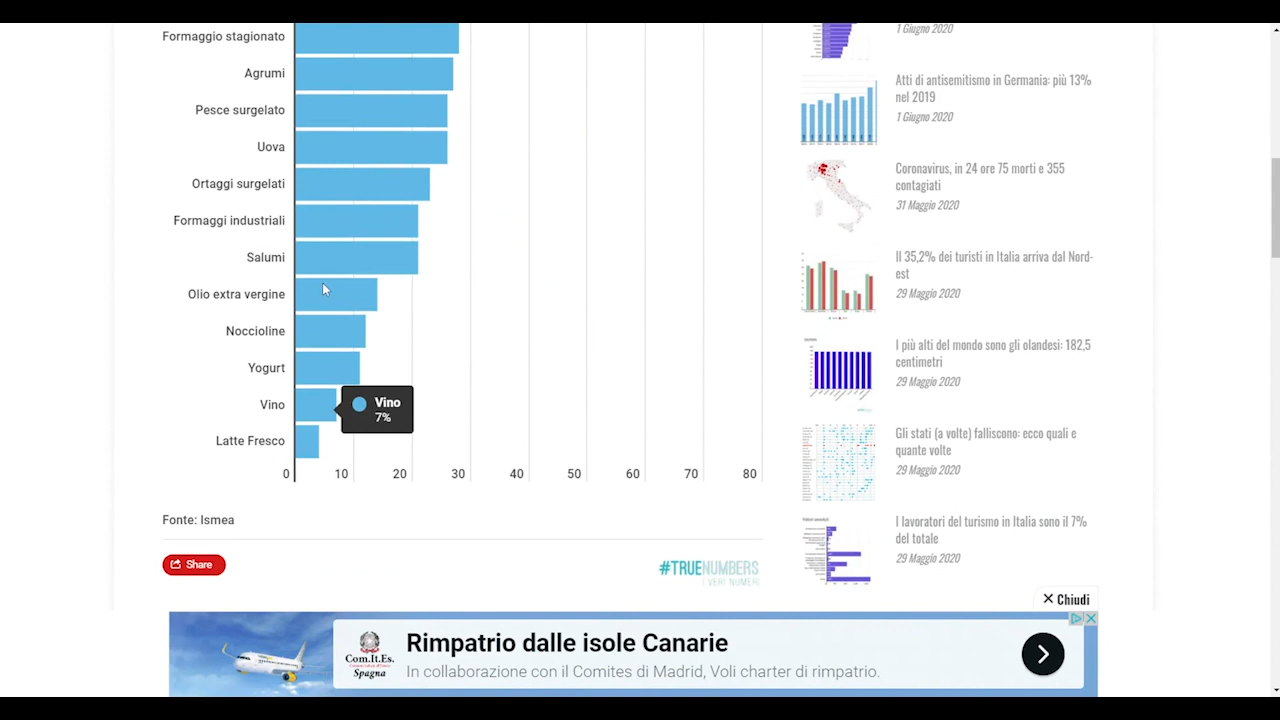 Formaggio stagionato
Agrumi
Pesce surgelato
Uova
Ortaggi surgelati
Formaggi industriali
Salumi
Olio extra vergine
Noccioline
Yogurt
Vino
Vino
7%
Latte Fresco
0 10 20 30 40 50 60 70 80
Fonte: Ismea
Share
#TRUENUMBERS
I VERI NUMERI
1 Giugno 2020
Atti di antisemitismo in Germania: più 13%
nel 2019
1 Giugno 2020
Coronavirus, in 24 ore 75 morti e 355
contagiati
31 Maggio 2020
Il 35,2% dei turisti in Italia arriva dal Nord-
est
29 Maggio 2020
I più alti del mondo sono gli olandesi: 182,5
centimetri
29 Maggio 2020
Gli stati (a volte) falliscono: ecco quali e
quante volte
29 Maggio 2020
I lavoratori del turismo in Italia sono il 7%
del totale
29 Maggio 2020
Chiudi
Com.It.Es.
Spagna
Rimpatrio dalle isole Canarie
In collaborazione con il Comites di Madrid, Voli charter di rimpatrio.